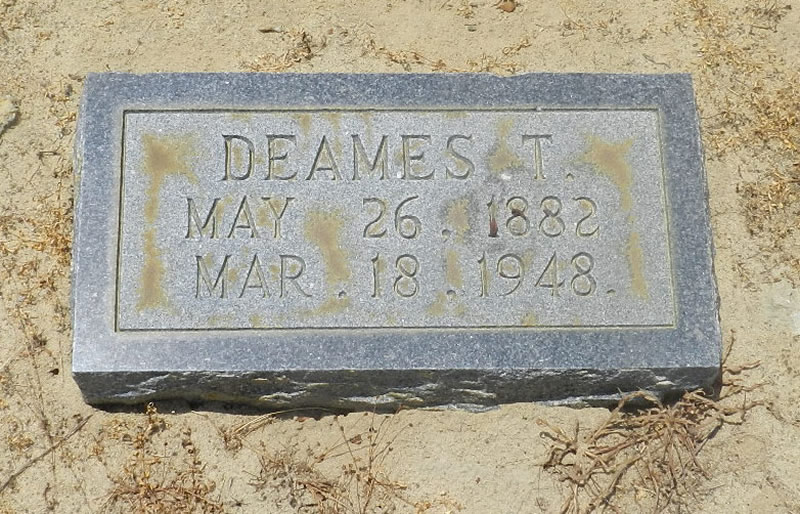 DEAMES T.
MAY 26. 1882
MAR. 18. 1948.